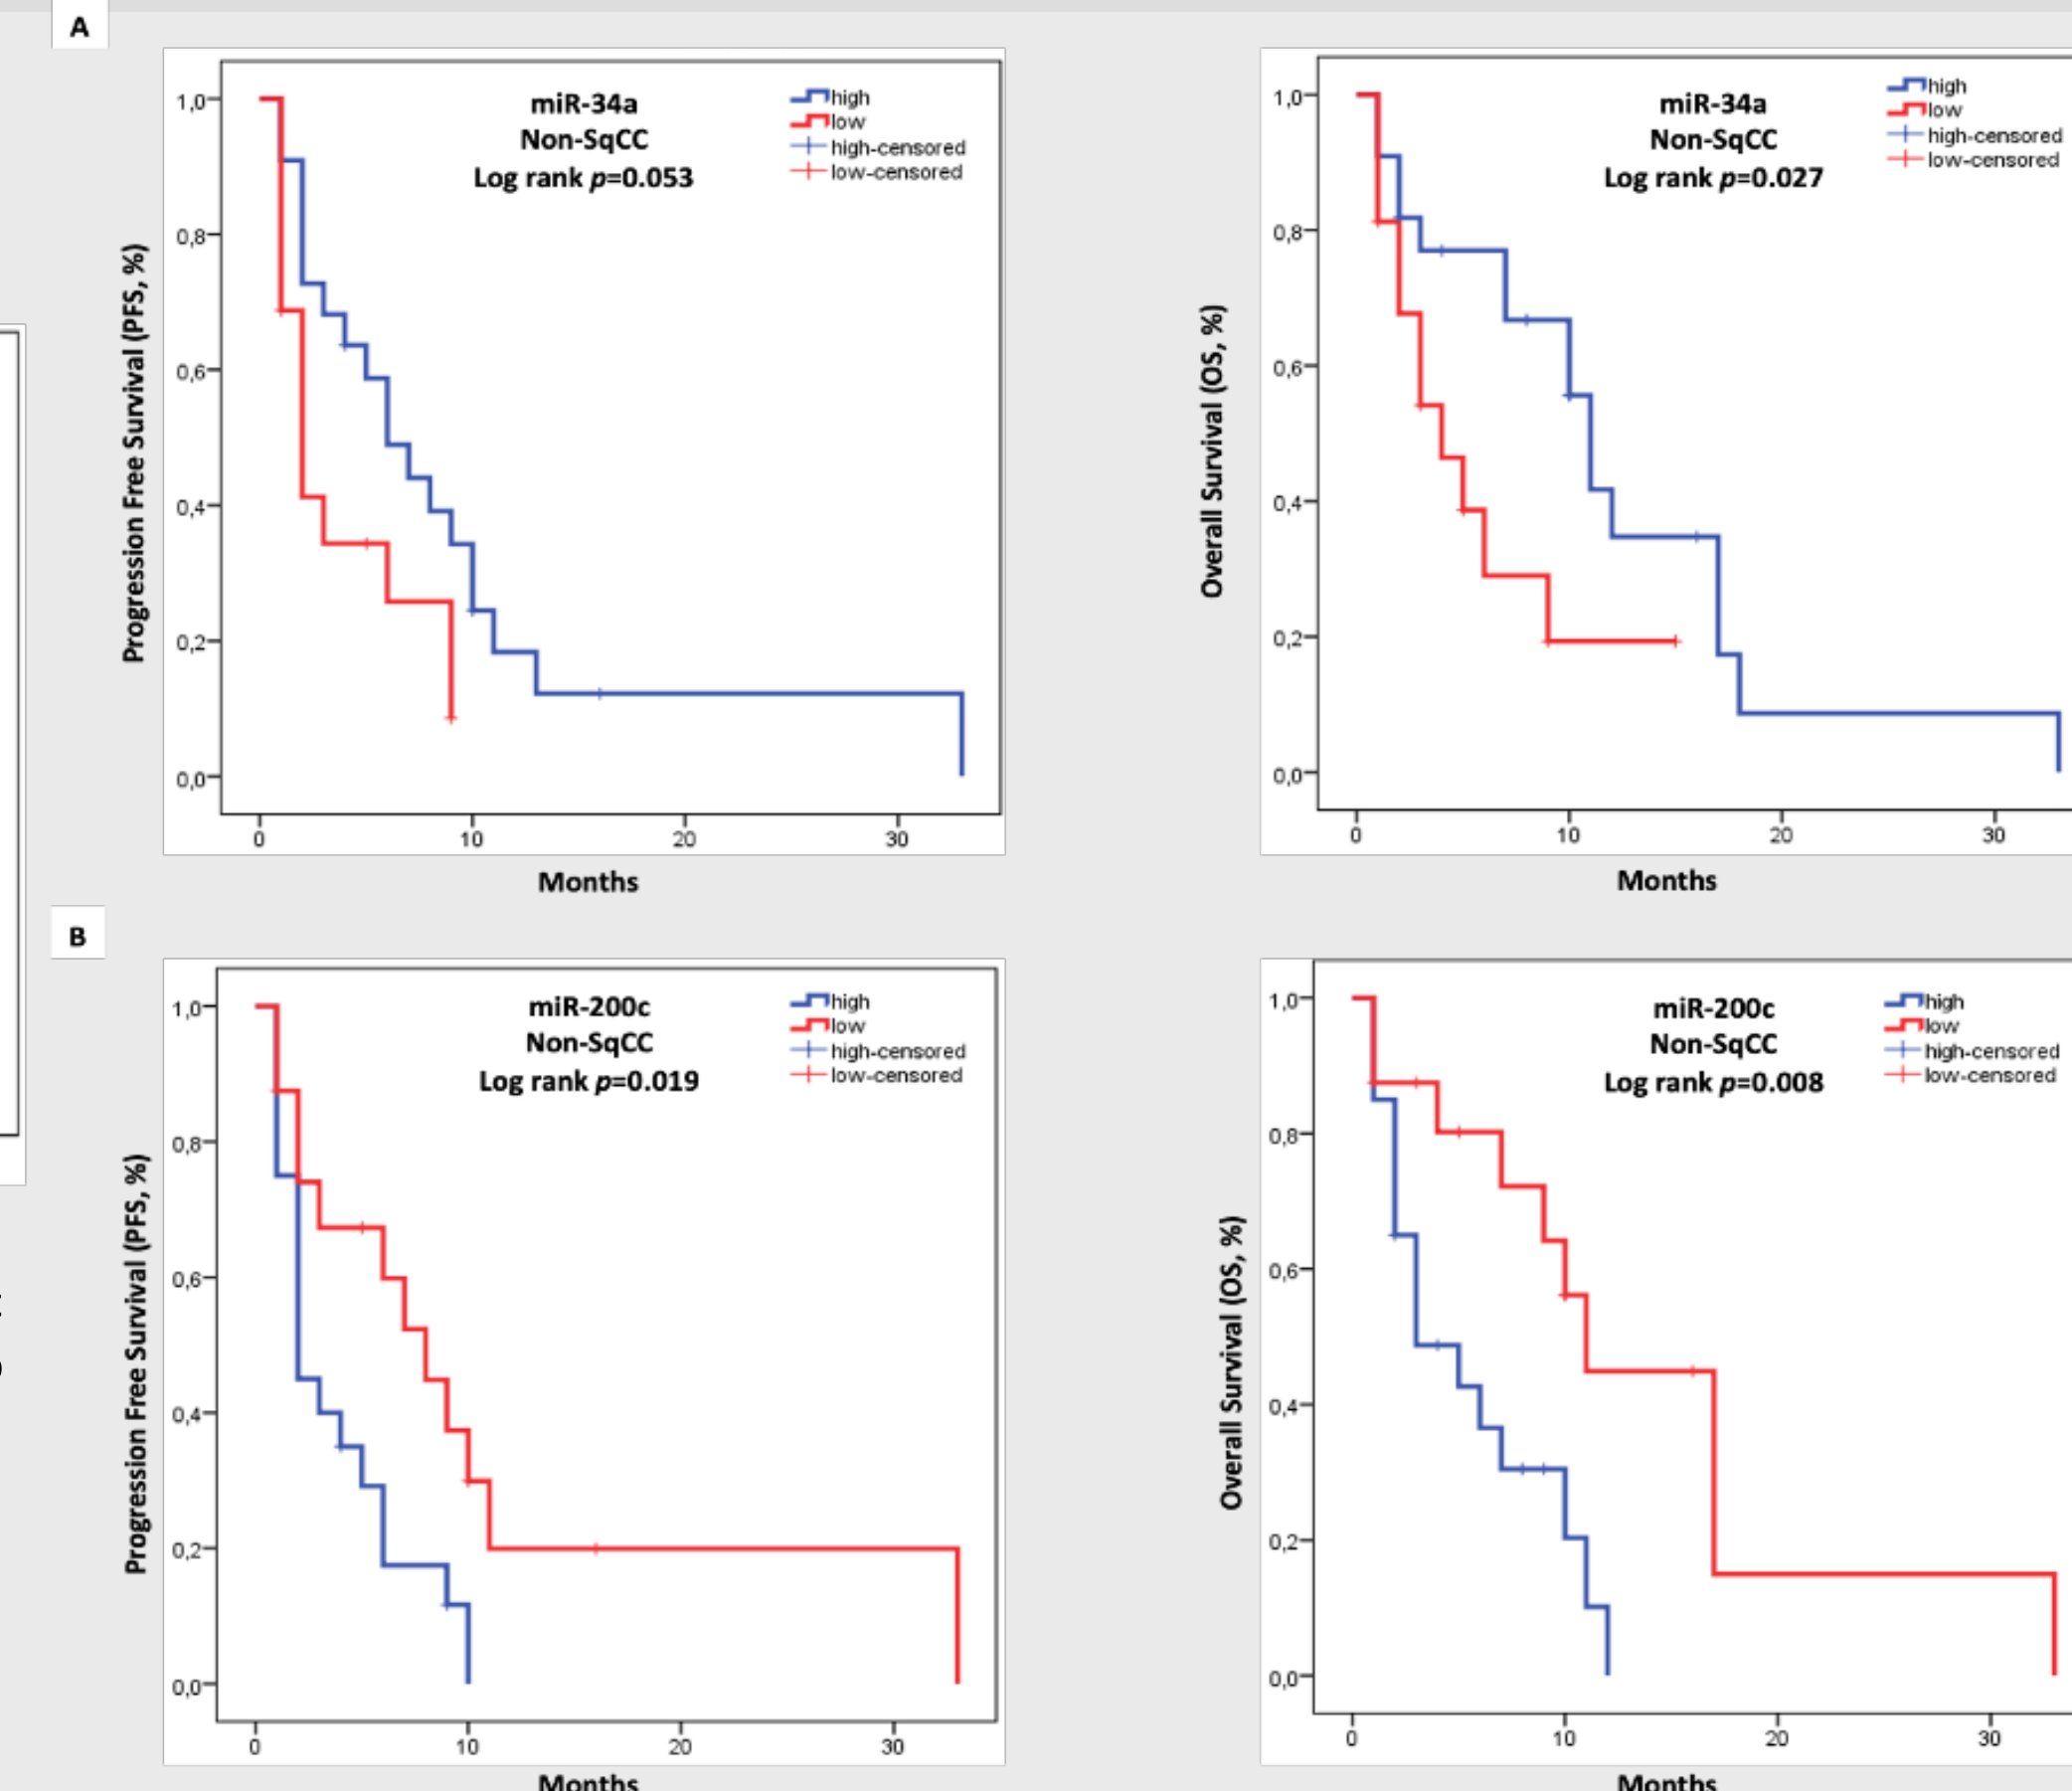 A
miR-34a
Non-SqCC
Log rank p=0.053
high
low
high-censored
low-censored
Progression Free Survival (PFS, %)
1,0
0,8
0,6
0,4
0,2
0,0
0
10
20
30
Months
miR-34a
Non-SqCC
Log rank p=0.027
high
low
high-censored
low-censored
Overall Survival (OS, %)
1,0
0,8
0,6
0,4
0,2
0,0
0
10
20
30
Months
B
miR-200c
Non-SqCC
Log rank p=0.019
high
low
high-censored
low-censored
Progression Free Survival (PFS, %)
1,0
0,8
0,6
0,4
0,2
0,0
0
10
20
30
Months
miR-200c
Non-SqCC
Log rank p=0.008
high
low
high-censored
low-censored
Overall Survival (OS, %)
1,0
0,8
0,6
0,4
0,2
0,0
0
10
20
30
Months